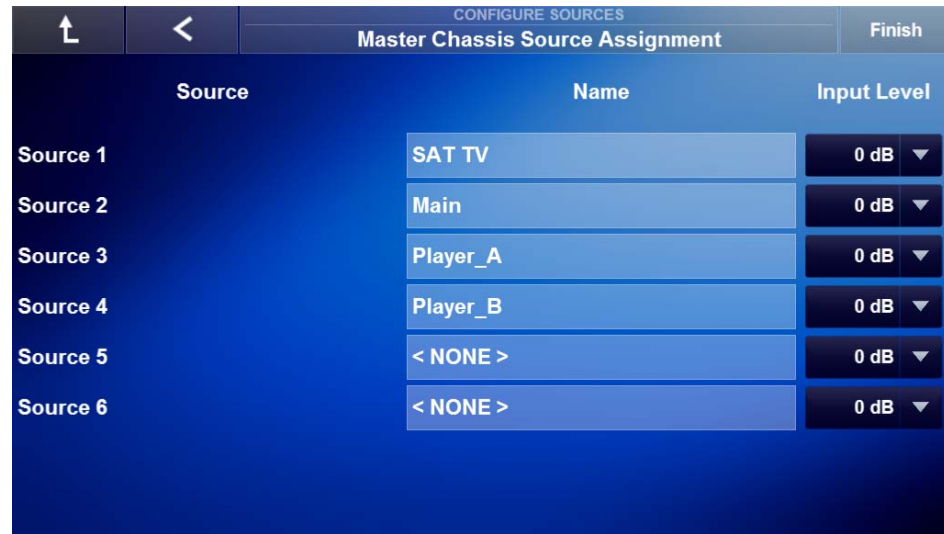 CONFIGURE SOURCES
Master Chassis Source Assignment
Finish
Source Name Input Level
Source 1 SAT TV 0 dB
Source 2 Main 0 dB
Source 3 Player_A 0 dB
Source 4 Player_B 0 dB
Source 5 < NONE > 0 dB
Source 6 < NONE > 0 dB